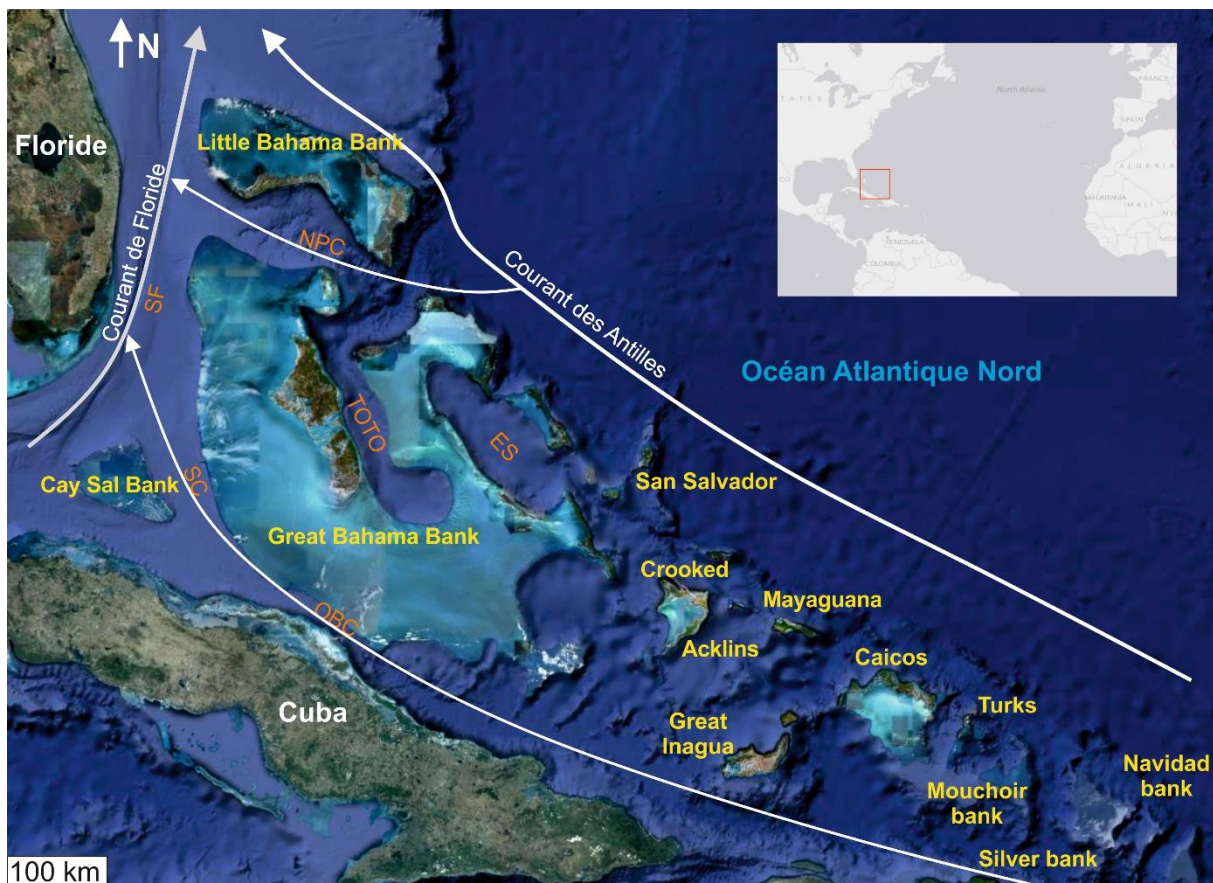 N
Floride
Little Bahama Bank
Courant de Floride
SF
NPC
Courant des Antilles
North Atlantic
FRANCE
SPAIN
ALGERIA
MAURITANIA
MALI
VENEZUELA
COLOMBIE
Océan Atlantique Nord
TOTO
ES
SC
Cay Sal Bank
San Salvador
Great Bahama Bank
Crooked
Mayaguana
Acklins
OBC
Caicos
Cuba
Turks
Great
Inagua
Navidad
bank
Mouchoir
bank
Silver bank
100 km